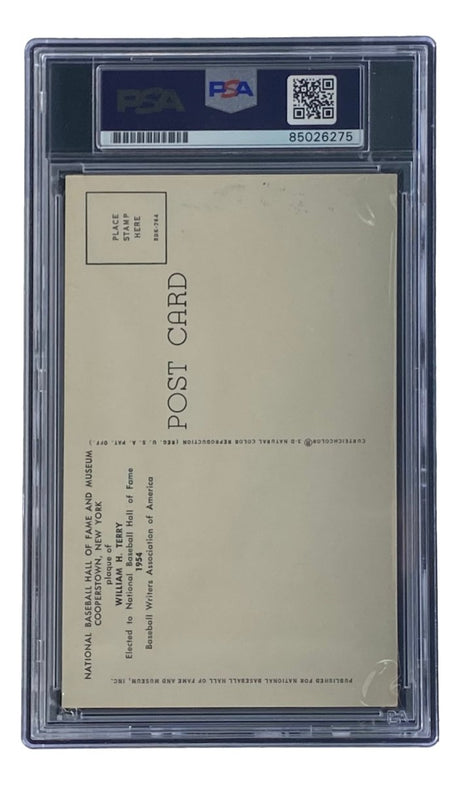 PSA
PSA
85026275
PLACE
STAMP
HERE
POST CARD
CURTEICHCOLOR® 3-D NATURAL COLOR REPRODUCTION (REG. U. S. A. PAT. OFF.)
NATIONAL BASEBALL HALL OF FAME AND MUSEUM
COOPERSTOWN, NEW YORK
plaque of
WILLIAM H. TERRY
Elected to National Baseball Hall of Fame
1954
Baseball Writers Association of America
PUBLISHED FOR NATIONAL BASEBALL HALL OF FAME AND MUSEUM, INC.